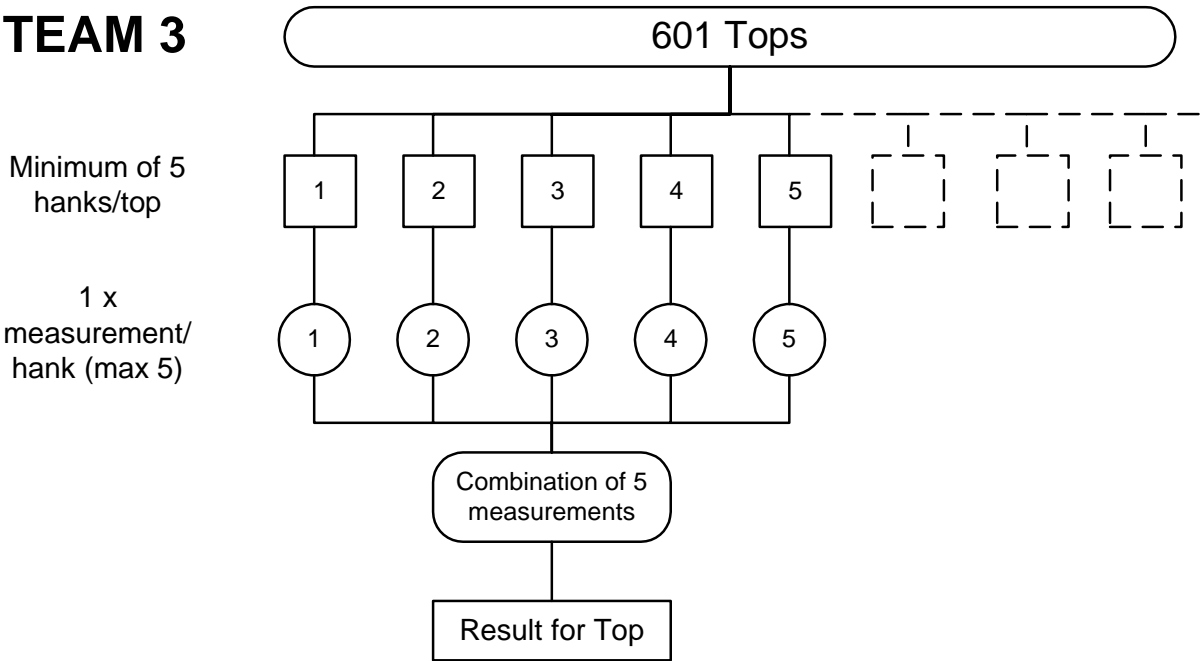 TEAM 3
601 Tops
Minimum of 5
hanks/top
1 2 3 4 5
1 x
measurement/
hank (max 5)
1 2 3 4 5
Combination of 5
measurements
Result for Top